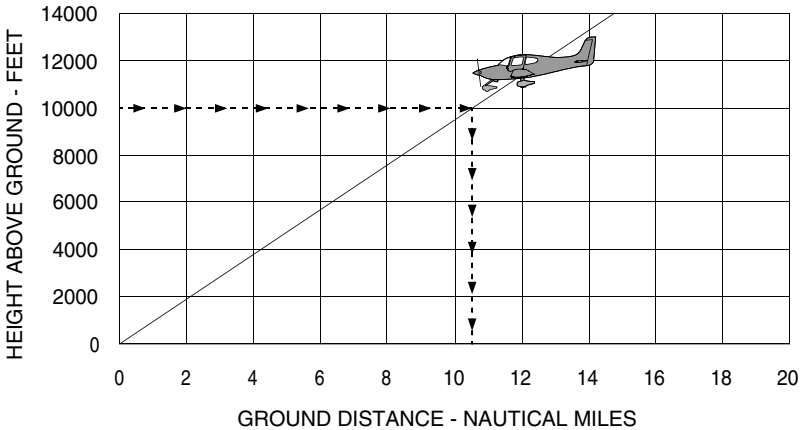 HEIGHT ABOVE GROUND - FEET
14000
12000
10000
8000
6000
4000
2000
0
0 2 4 6 8 10 12 14 16 18 20
GROUND DISTANCE - NAUTICAL MILES